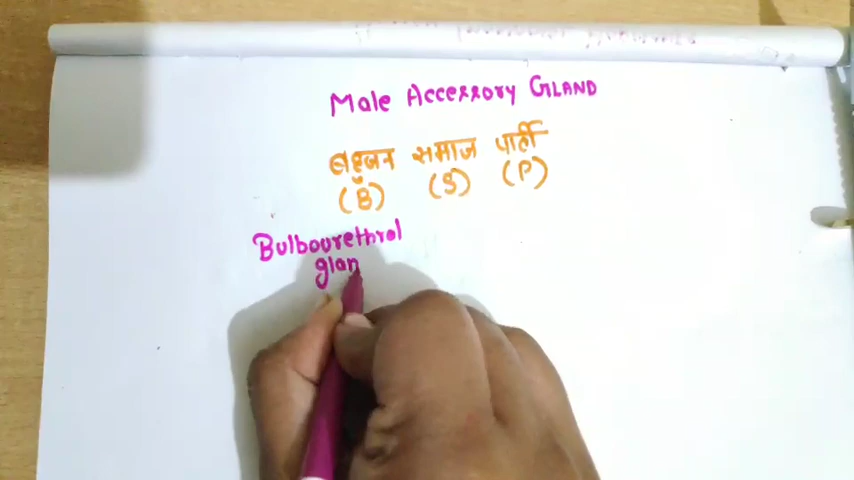 Male Accessory GLAND
बहुजन समाज पार्टी
(B) (S) (P)
Bulbourethral
glan